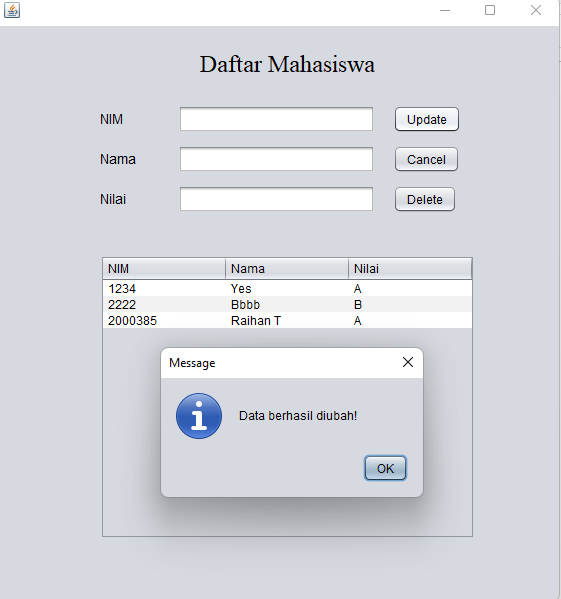 Daftar Mahasiswa
NIM Update
Nama Cancel
Nilai Delete
NIM Nama Nilai
1234 Yes A
2222 Bbbb B
2000385 Raihan T A
Message
Data berhasil diubah!
OK